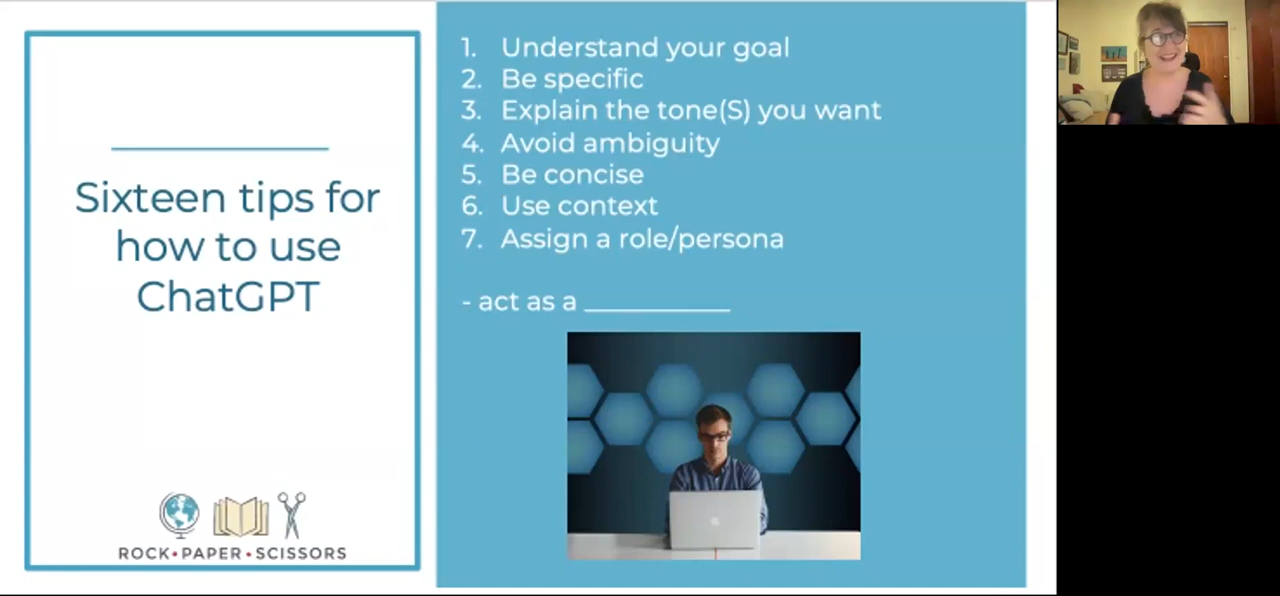 Sixteen tips for
how to use
ChatGPT
ROCK•PAPER•SCISSORS
1. Understand your goal
2. Be specific
3. Explain the tone(S) you want
4. Avoid ambiguity
5. Be concise
6. Use context
7. Assign a role/persona
- act as a ___________